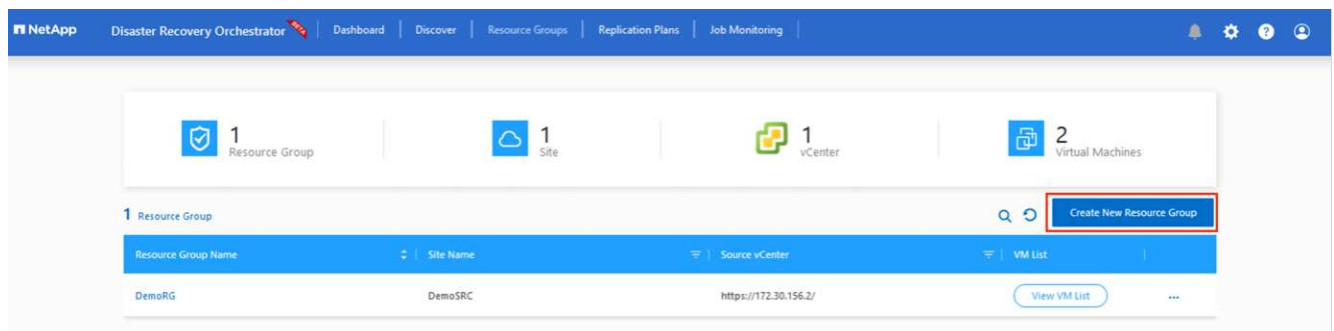 NetApp Disaster Recovery Orchestrator Dashboard Discover Resource Groups Replication Plans Job Monitoring
1
Resource Group
1
Site
1
vCenter
2
Virtual Machines
1 Resource Group
Create New Resource Group
Resource Group Name Site Name Source vCenter VM List
DemoRG DemoSRC https://172.30.156.2/ View VM List ...